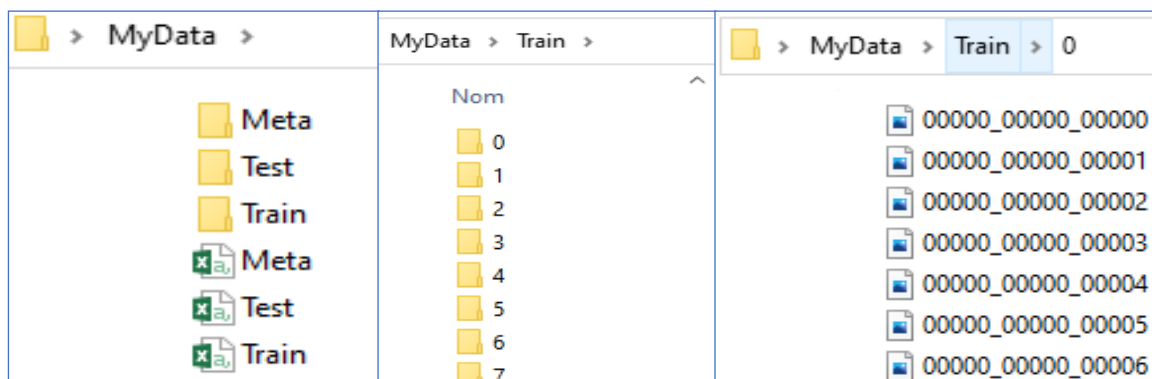 MyData >
Meta
Test
Train
Meta
Test
Train
MyData > Train >
Nom
0
1
2
3
4
5
6
7
> MyData > Train > 0
00000_00000_00000
00000_00000_00001
00000_00000_00002
00000_00000_00003
00000_00000_00004
00000_00000_00005
00000_00000_00006